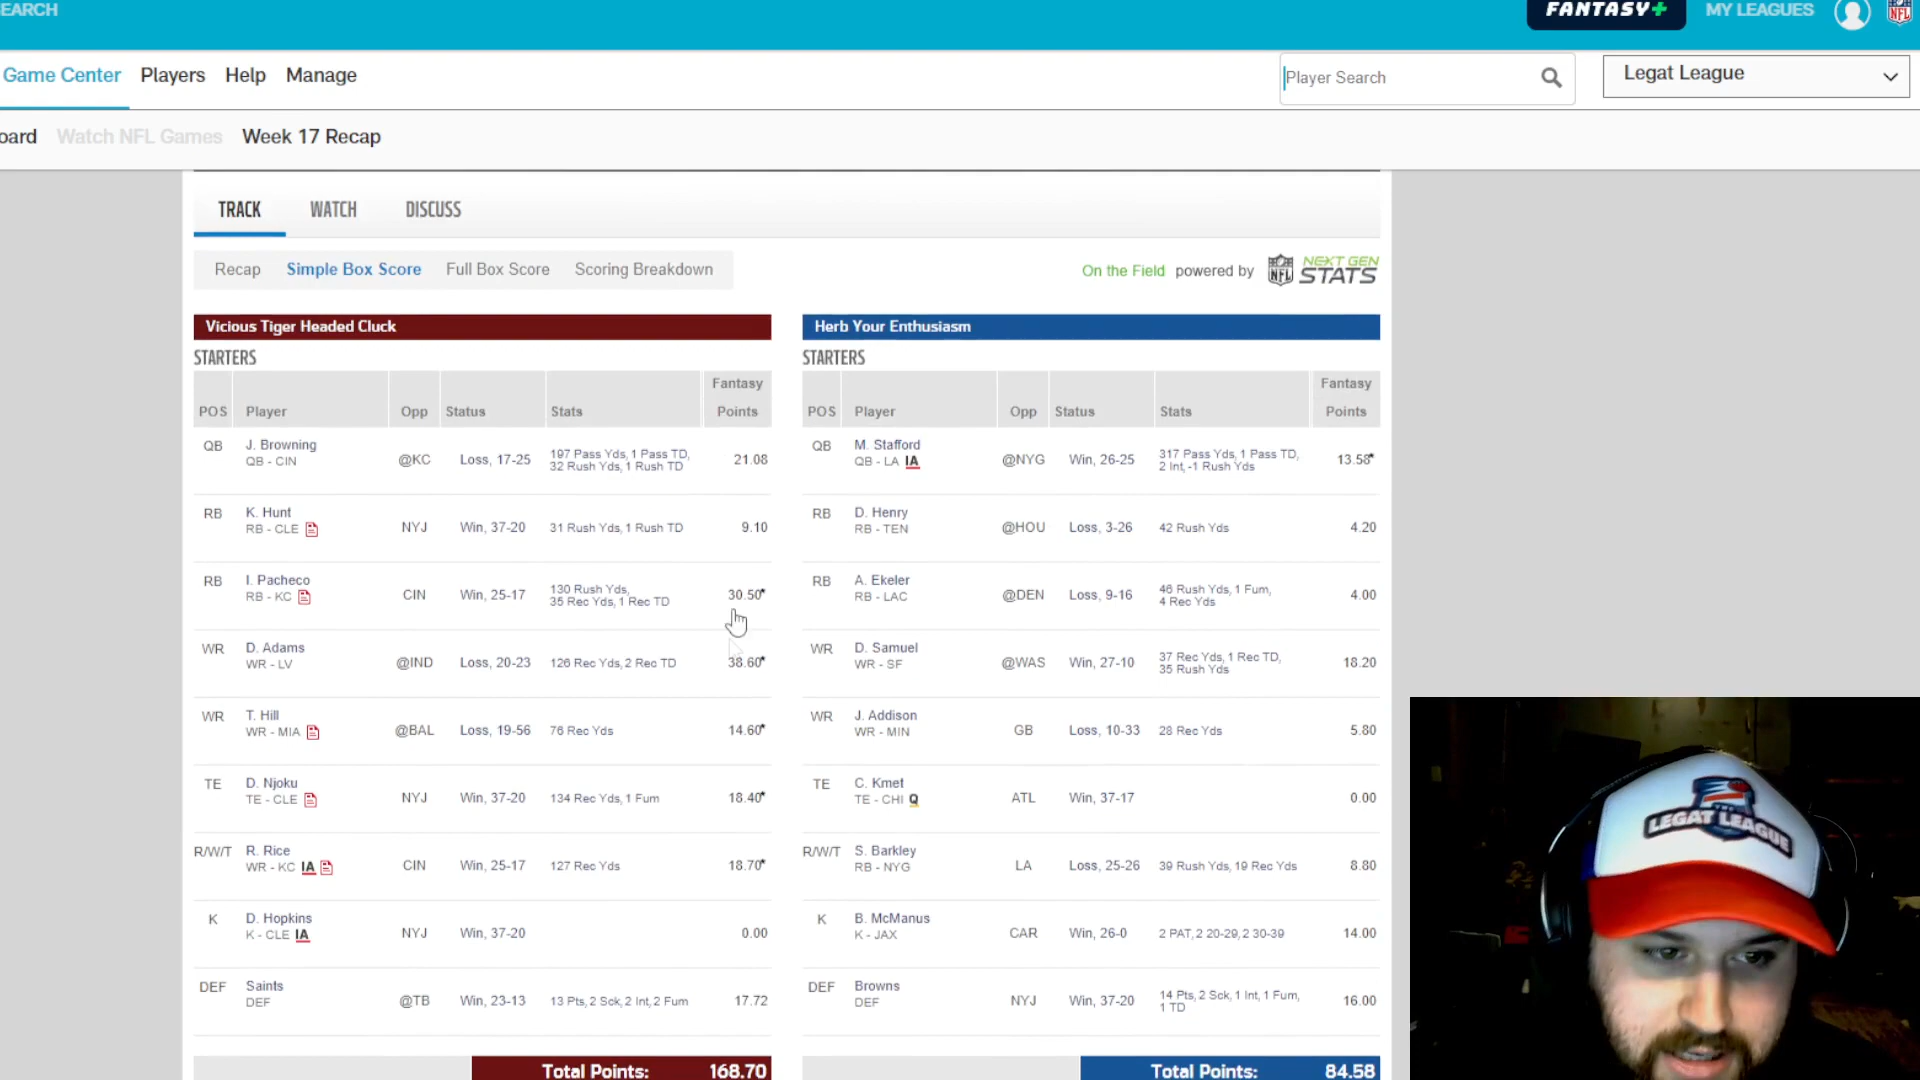 EARCH
FANTASY+ MY LEAGUES NFL
Game Center Players Help Manage
Player Search
Legat League
oard Watch NFL Games Week 17 Recap
TRACK WATCH DISCUSS
Recap Simple Box Score Full Box Score Scoring Breakdown
On the Field powered by NFL NEXT GEN STATS
Vicious Tiger Headed Cluck
STARTERS
POS Player Opp Status Stats Fantasy Points
QB J. Browning @KC Loss, 17-25 197 Pass Yds, 1 Pass TD, 21.08
QB - CIN 32 Rush Yds, 1 Rush TD
RB K. Hunt NYJ Win, 37-20 31 Rush Yds, 1 Rush TD 9.10
RB - CLE
RB I. Pacheco CIN Win, 25-17 130 Rush Yds, 30.50*
RB - KC 35 Rec Yds, 1 Rec TD
WR D. Adams @IND Loss, 20-23 126 Rec Yds, 2 Rec TD 38.60*
WR - LV
WR T. Hill @BAL Loss, 19-56 76 Rec Yds 14.60*
WR - MIA
TE D. Njoku NYJ Win, 37-20 134 Rec Yds, 1 Fum 18.40*
TE - CLE
R/W/T R. Rice CIN Win, 25-17 127 Rec Yds 18.70*
WR - KC IA
K D. Hopkins NYJ Win, 37-20 0.00
K - CLE IA
DEF Saints @TB Win, 23-13 13 Pts, 2 Sck, 2 Int, 2 Fum 17.72
DEF
Total Points: 168.70
Herb Your Enthusiasm
STARTERS
POS Player Opp Status Stats Fantasy Points
QB M. Stafford @NYG Win, 26-25 317 Pass Yds, 1 Pass TD, 13.58*
QB - LA IA 2 Int, -1 Rush Yds
RB D. Henry @HOU Loss, 3-26 42 Rush Yds 4.20
RB - TEN
RB A. Ekeler @DEN Loss, 9-16 46 Rush Yds, 1 Fum, 4.00
RB - LAC 4 Rec Yds
WR D. Samuel @WAS Win, 27-10 37 Rec Yds, 1 Rec TD, 18.20
WR - SF 35 Rush Yds
WR J. Addison GB Loss, 10-33 28 Rec Yds 5.80
WR - MIN
TE C. Kmet ATL Win, 37-17 0.00
TE - CHI Q
R/W/T S. Barkley LA Loss, 25-26 39 Rush Yds, 19 Rec Yds 8.80
RB - NYG
K B. McManus CAR Win, 26-0 2 PAT, 2 20-29, 2 30-39 14.00
K - JAX
DEF Browns NYJ Win, 37-20 14 Pts, 2 Sck, 1 Int, 1 Fum, 16.00
DEF 1 TD
Total Points: 84.58
THE
LEGAT LEAGUE